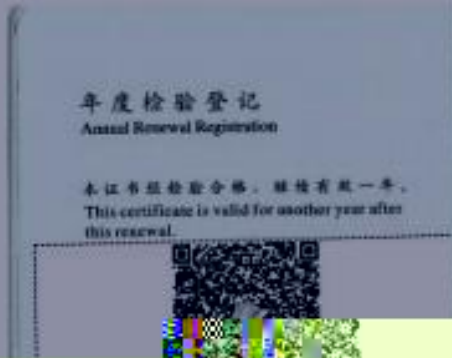 年度检验登记
Annual Renewal Registration
本证书经检验合格，继续有效一年。
This certificate is valid for another year after
this renewal.